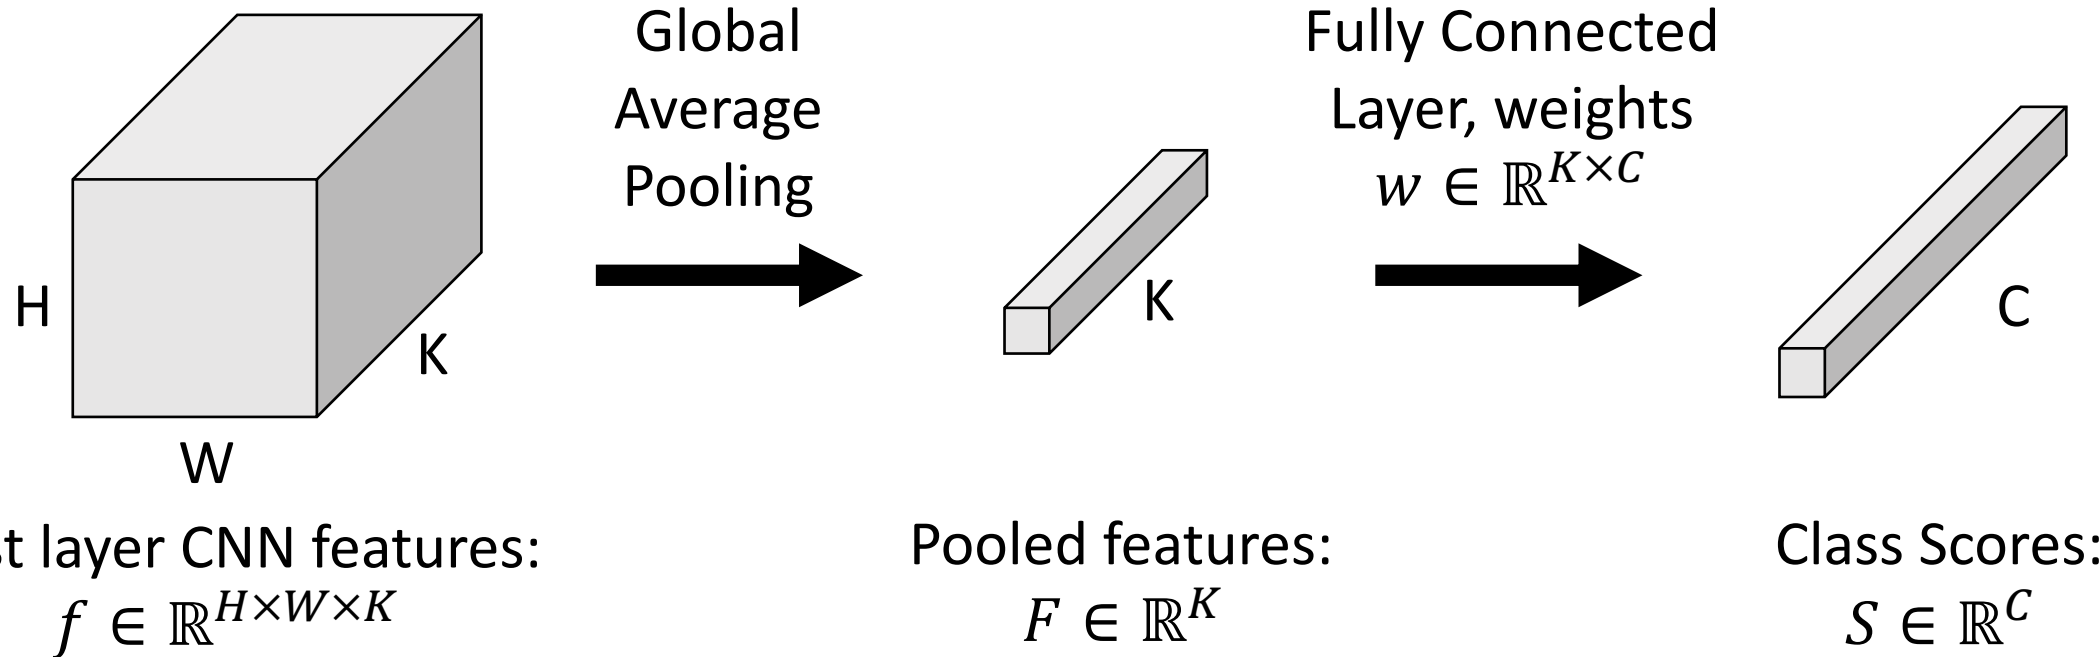 Global
Average
Pooling
Fully Connected
Layer, weights
w ∈ ℝ^{K×C}
H
W
K
K
C
st layer CNN features:
f ∈ ℝ^{H×W×K}
Pooled features:
F ∈ ℝ^K
Class Scores:
S ∈ ℝ^C